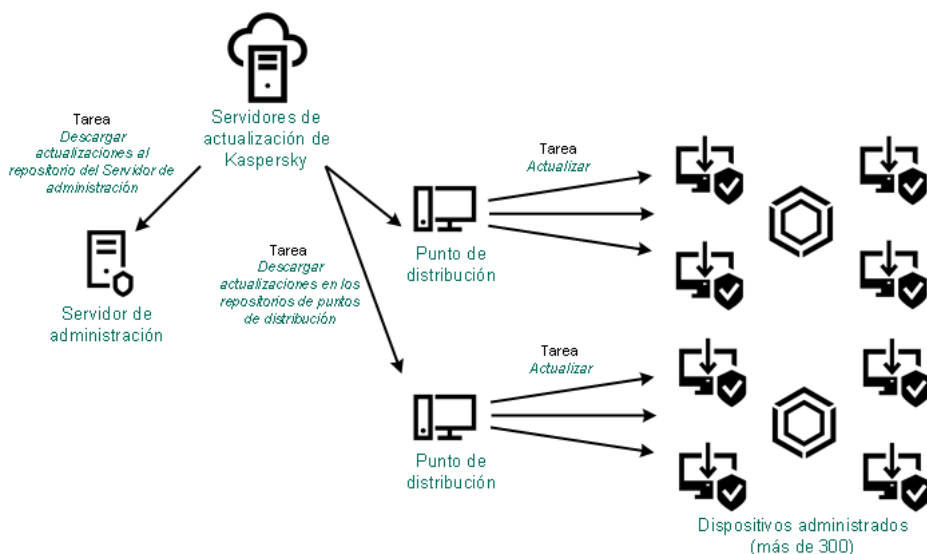 Servidores de
actualización de
Kaspersky
Tarea
Descargar
actualizaciones al
repositorio del Servidor de
administración
Servidor de
administración
Tarea
Descargar
actualizaciones en los
repositorios de puntos
de distribución
Punto de
distribución
Tarea
Actualizar
Punto de
distribución
Tarea
Actualizar
Dispositivos administrados
(más de 300)